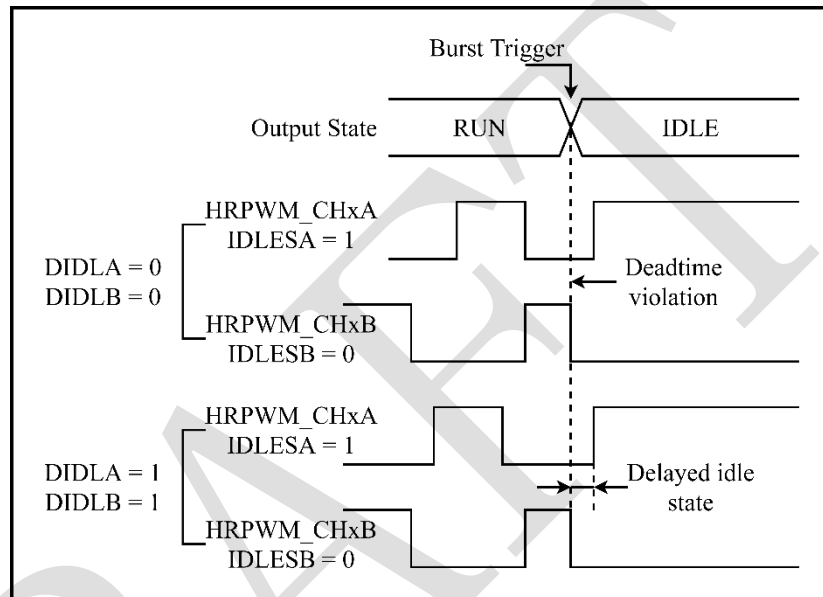 Burst Trigger
Output State
RUN
IDLE
HRPWM_CHxA
IDLESA = 1
DIDLA = 0
DIDLB = 0
Deadtime
violation
HRPWM_CHxB
IDLESB = 0
HRPWM_CHxA
IDLESA = 1
DIDLA = 1
DIDLB = 1
Delayed idle
state
HRPWM_CHxB
IDLESB = 0